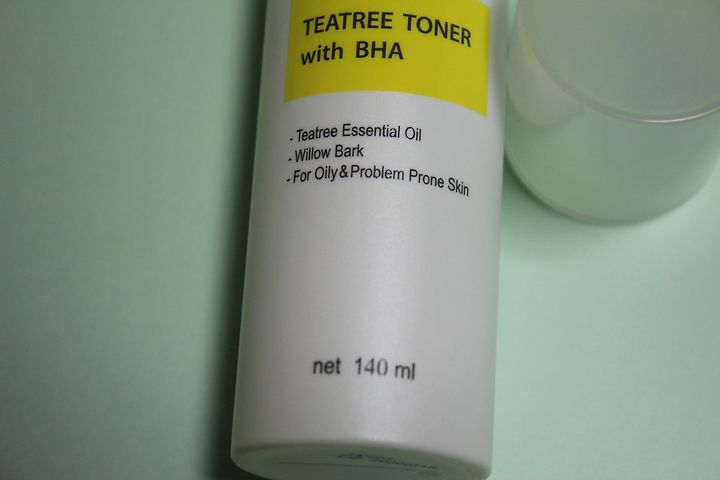 TEATREE TONER
with BHA
- Teatree Essential Oil
- Willow Bark
- For Oily & Problem Prone Skin
net 140 ml